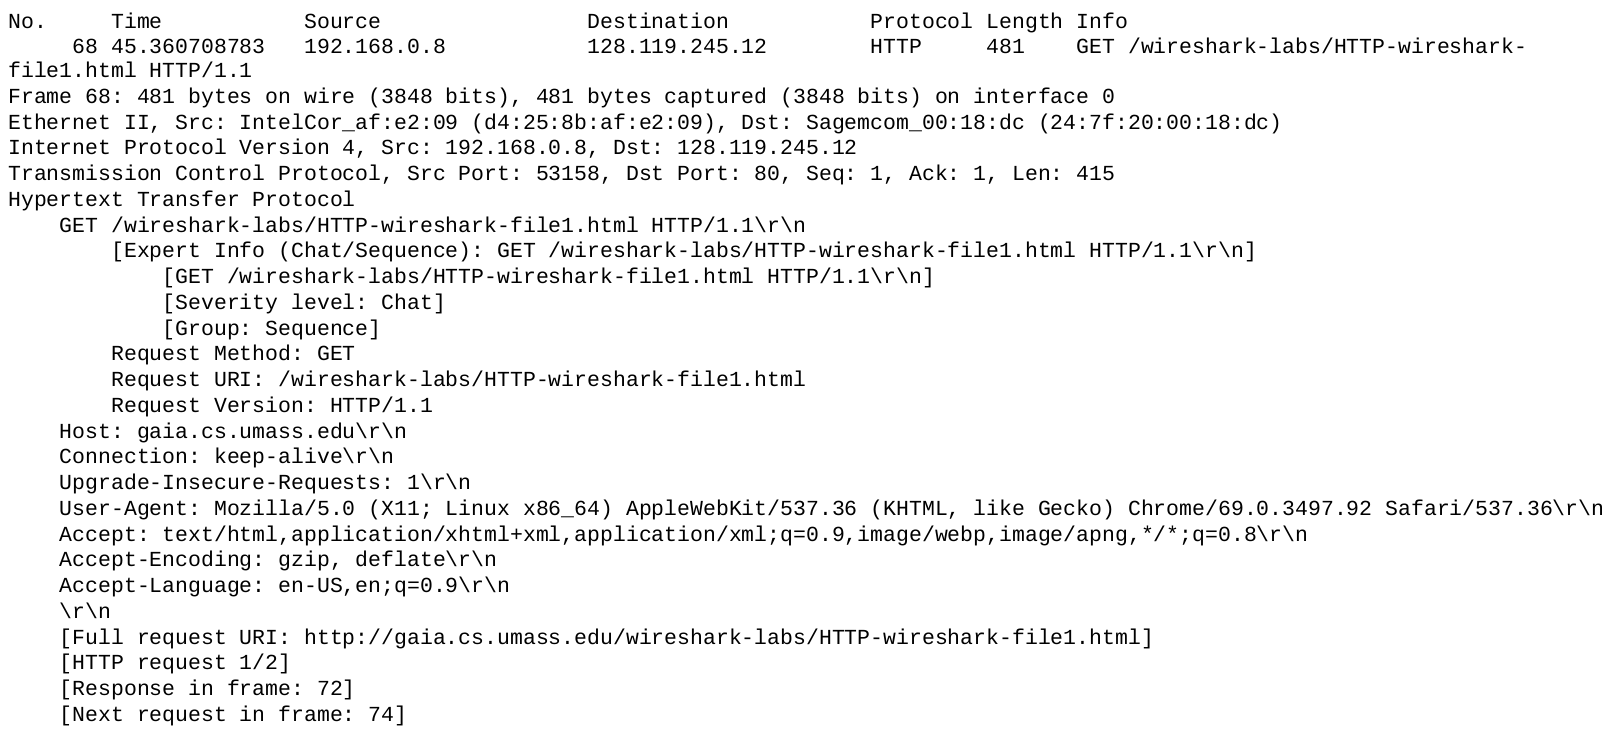 No.     Time           Source                Destination           Protocol Length Info
     68 45.360708783   192.168.0.8           128.119.245.12        HTTP     481    GET /wireshark-labs/HTTP-wireshark-
file1.html HTTP/1.1
Frame 68: 481 bytes on wire (3848 bits), 481 bytes captured (3848 bits) on interface 0
Ethernet II, Src: IntelCor_af:e2:09 (d4:25:8b:af:e2:09), Dst: Sagemcom_00:18:dc (24:7f:20:00:18:dc)
Internet Protocol Version 4, Src: 192.168.0.8, Dst: 128.119.245.12
Transmission Control Protocol, Src Port: 53158, Dst Port: 80, Seq: 1, Ack: 1, Len: 415
Hypertext Transfer Protocol
    GET /wireshark-labs/HTTP-wireshark-file1.html HTTP/1.1\r\n
        [Expert Info (Chat/Sequence): GET /wireshark-labs/HTTP-wireshark-file1.html HTTP/1.1\r\n]
            [GET /wireshark-labs/HTTP-wireshark-file1.html HTTP/1.1\r\n]
            [Severity level: Chat]
            [Group: Sequence]
        Request Method: GET
        Request URI: /wireshark-labs/HTTP-wireshark-file1.html
        Request Version: HTTP/1.1
    Host: gaia.cs.umass.edu\r\n
    Connection: keep-alive\r\n
    Upgrade-Insecure-Requests: 1\r\n
    User-Agent: Mozilla/5.0 (X11; Linux x86_64) AppleWebKit/537.36 (KHTML, like Gecko) Chrome/69.0.3497.92 Safari/537.36\r\n
    Accept: text/html,application/xhtml+xml,application/xml;q=0.9,image/webp,image/apng,*/*;q=0.8\r\n
    Accept-Encoding: gzip, deflate\r\n
    Accept-Language: en-US,en;q=0.9\r\n
    \r\n
    [Full request URI: http://gaia.cs.umass.edu/wireshark-labs/HTTP-wireshark-file1.html]
    [HTTP request 1/2]
    [Response in frame: 72]
    [Next request in frame: 74]